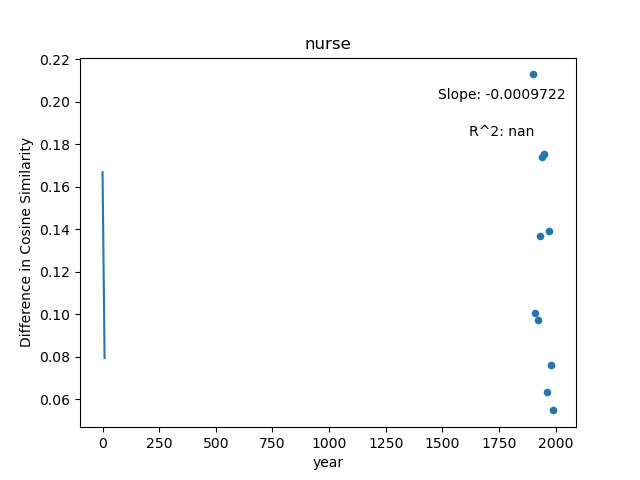 nurse
0.22
0.20
0.18
0.16
0.14
0.12
0.10
0.08
0.06
Difference in Cosine Similarity
Slope: -0.0009722
R^2: nan
0 250 500 750 1000 1250 1500 1750 2000
year